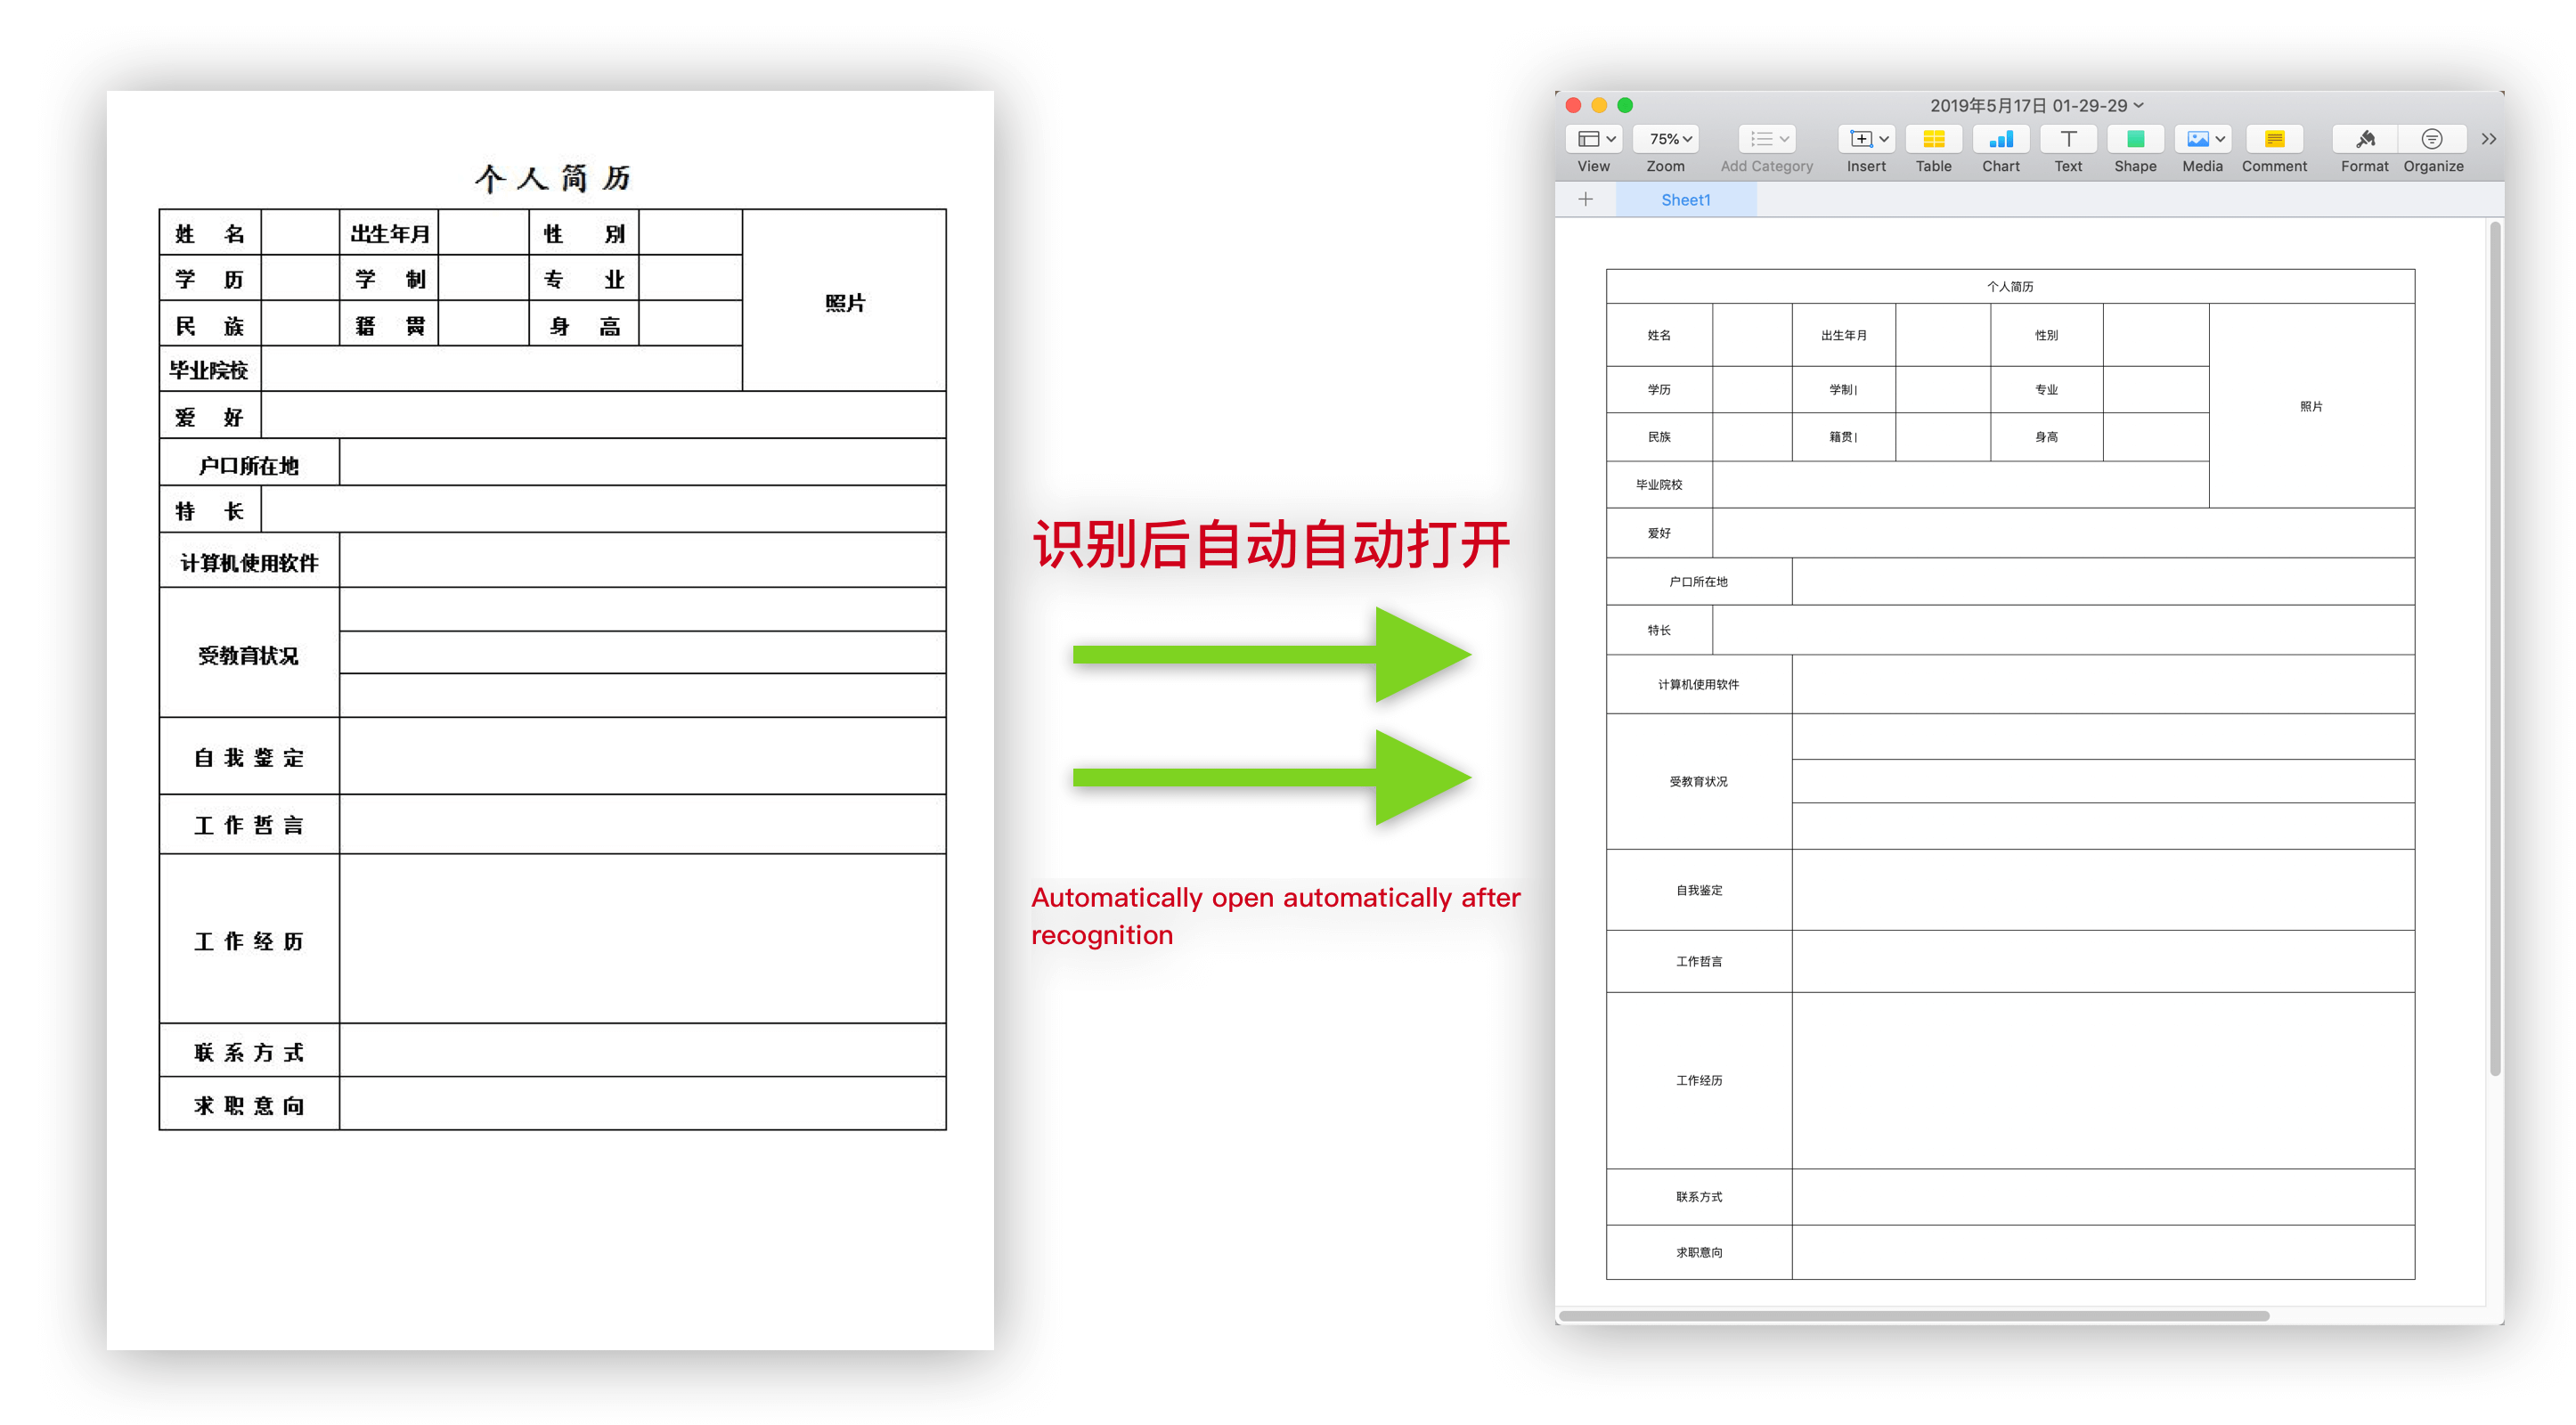 个人简历
姓 名 出生年月 性 别
学 历 学 制 专 业
照片
民 族 籍 贯 身 高
毕业院校
爱 好
户口所在地
特 长
计算机使用软件
受教育状况
自我鉴定
工作哲言
工作经历
联系方式
求职意向
识别后自动自动打开
Automatically open automatically after
recognition
2019年5月17日 01-29-29
75%
View Zoom Add Category Insert Table Chart Text Shape Media Comment Format Organize
Sheet1
个人简历
姓名 出生年月 性别
学历 学制| 专业
照片
民族 籍贯| 身高
毕业院校
爱好
户口所在地
特长
计算机使用软件
受教育状况
自我鉴定
工作哲言
工作经历
联系方式
求职意向